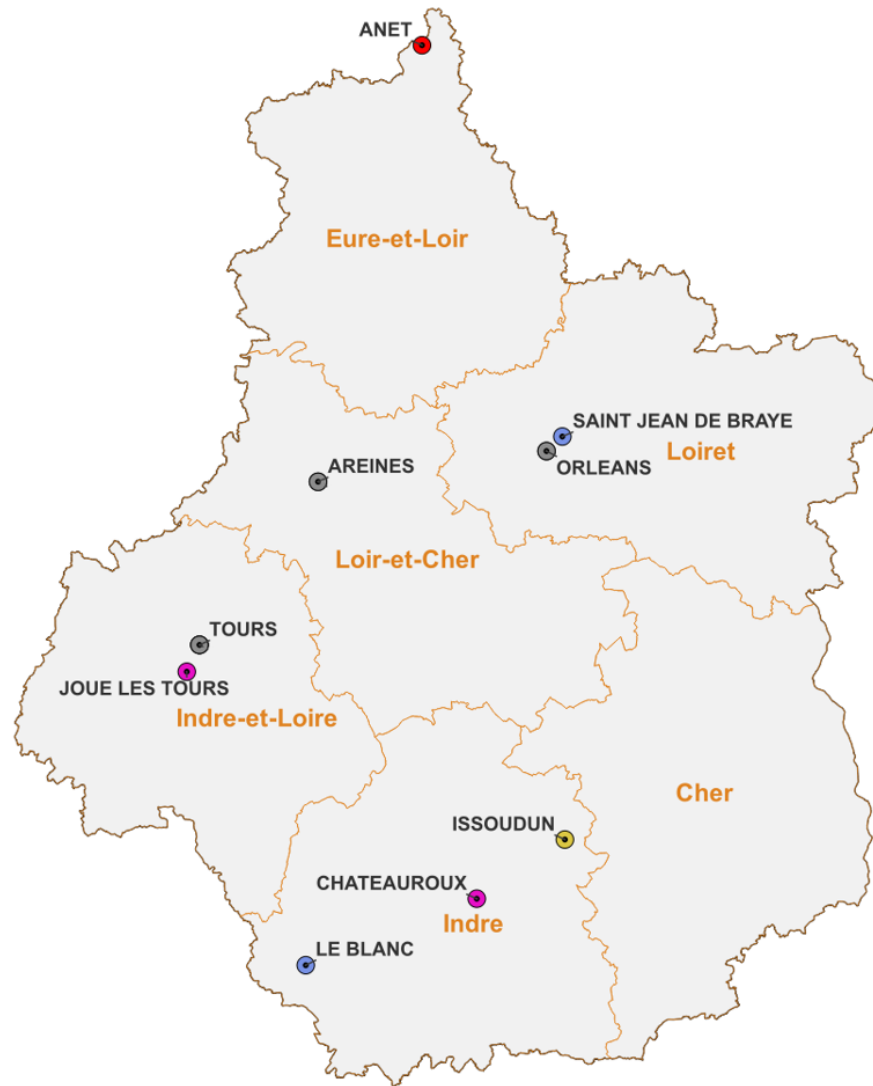 ANET
Eure-et-Loir
SAINT JEAN DE BRAYE
Loiret
ORLEANS
AREINES
Loir-et-Cher
TOURS
JOUE LES TOURS
Indre-et-Loire
Cher
ISSOUDUN
CHATEAUROUX
Indre
LE BLANC